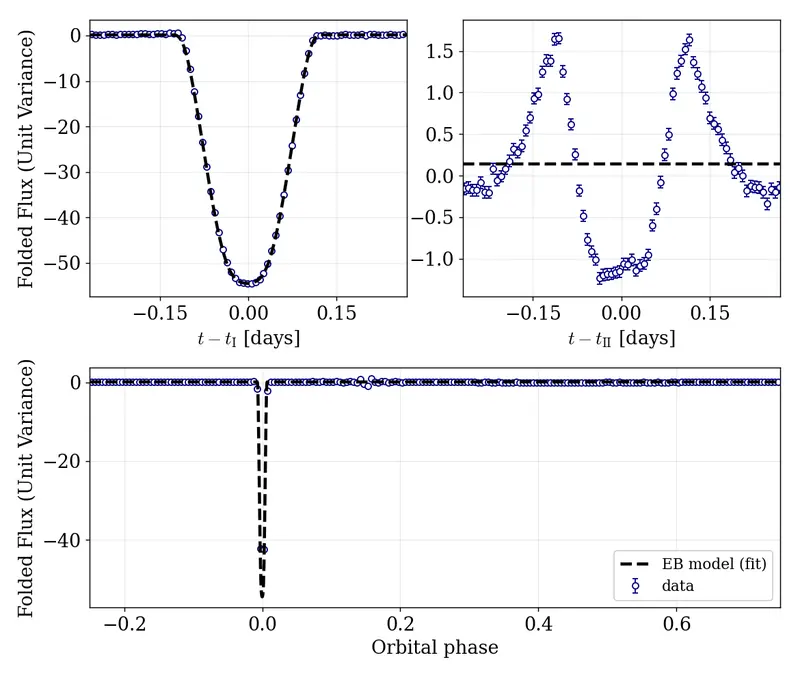 Folded Flux (Unit Variance)
0
−10
−20
−30
−40
−50
−0.15 0.00 0.15
t − tI [days]
1.5
1.0
0.5
0.0
−0.5
−1.0
−0.15 0.00 0.15
t − tII [days]
Folded Flux (Unit Variance)
0
−20
−40
EB model (fit)
data
−0.2 0.0 0.2 0.4 0.6
Orbital phase